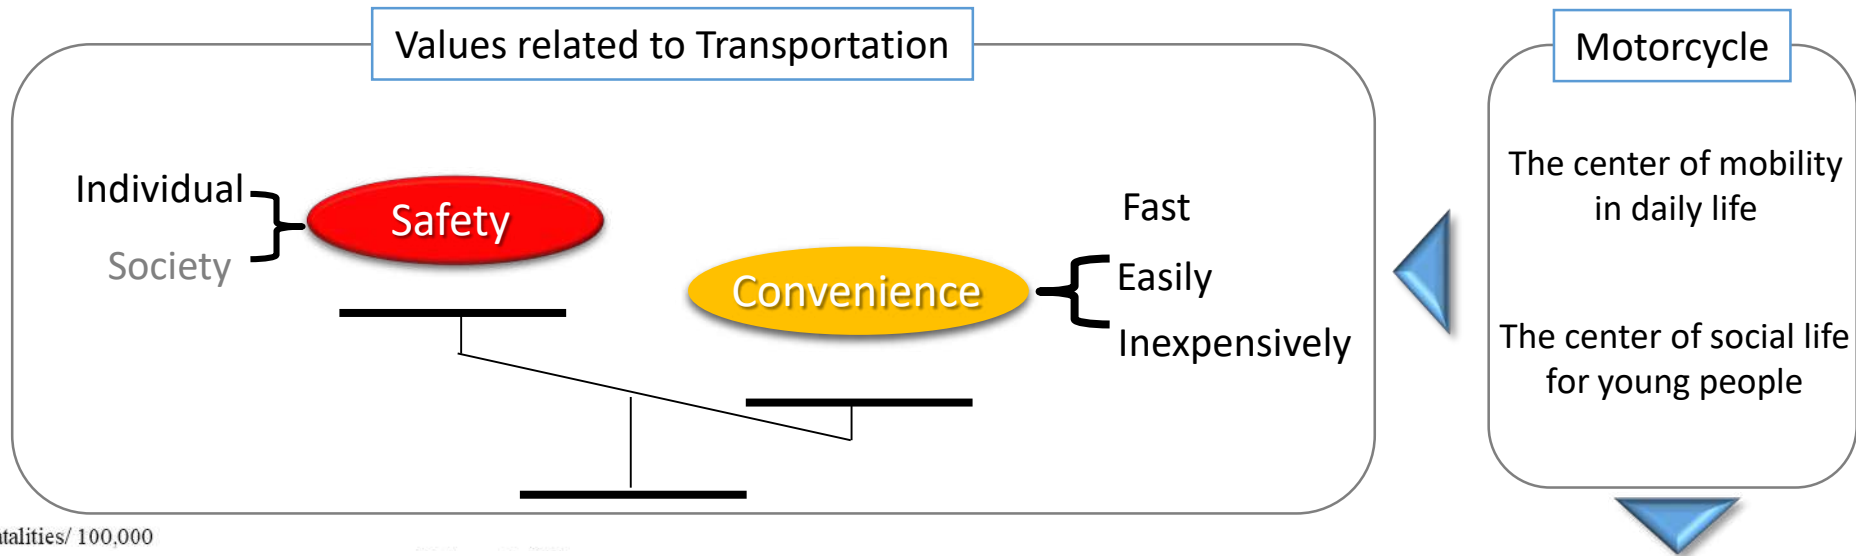 Values related to Transportation
Individual
Society
Safety
Convenience
Fast
Easily
Inexpensively
Motorcycle
The center of mobility
in daily life
The center of social life
for young people
/ 100,000